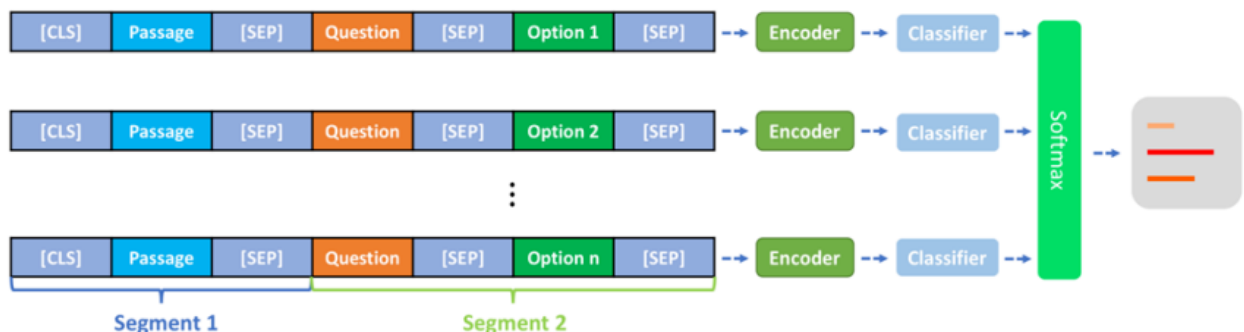 [CLS] Passage [SEP] Question [SEP] Option 1 [SEP] Encoder Classifier
[CLS] Passage [SEP] Question [SEP] Option 2 [SEP] Encoder Classifier
Softmax
[CLS] Passage [SEP] Question [SEP] Option n [SEP] Encoder Classifier
Segment 1 Segment 2